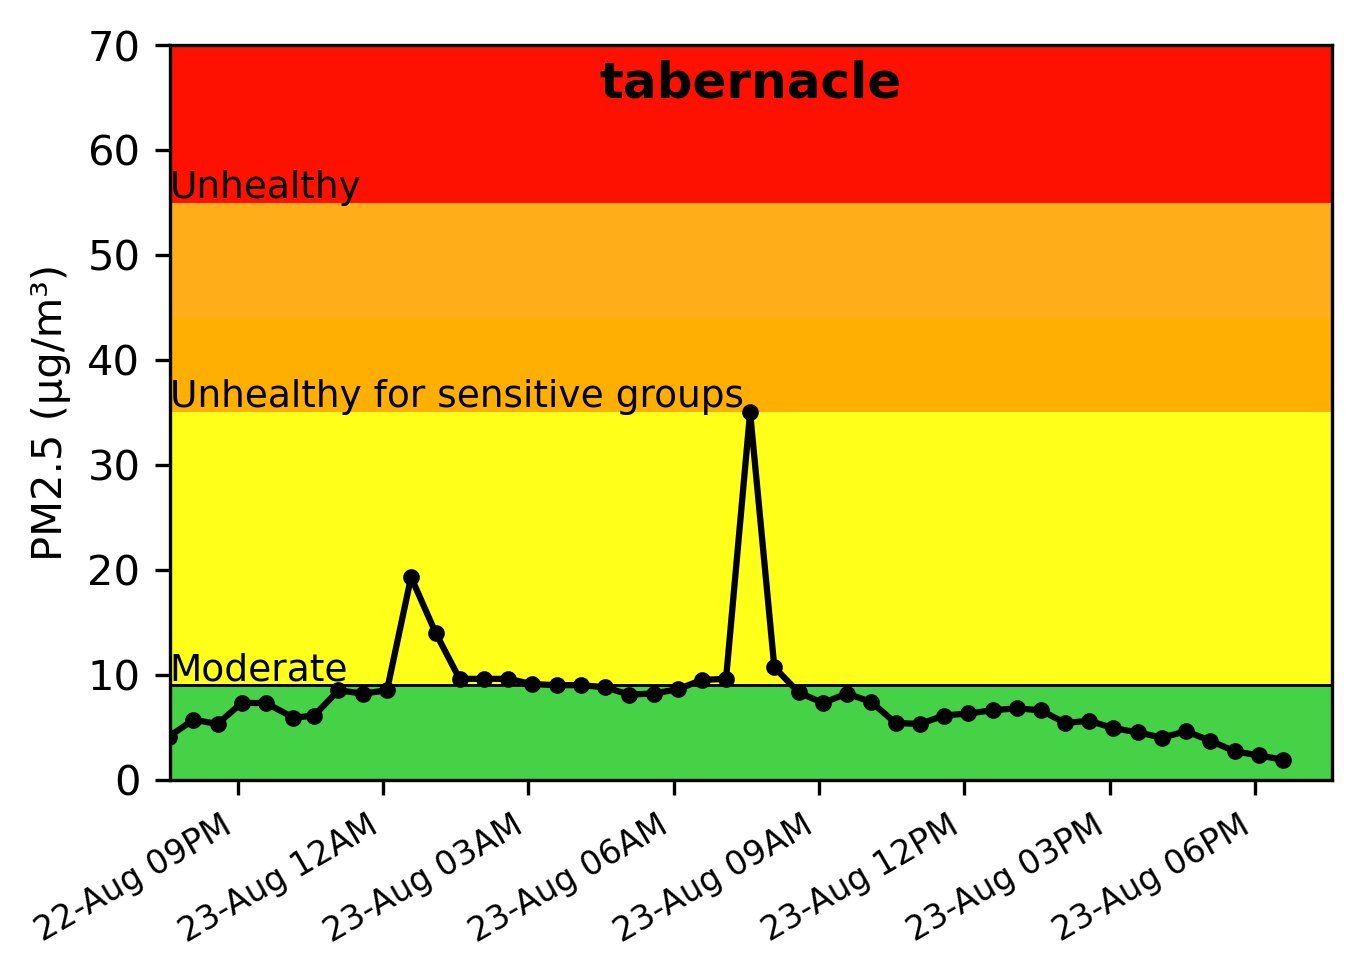 tabernacle
PM2.5 (µg/m³)
70
60
50
40
30
20
10
0
Unhealthy
Unhealthy for sensitive groups
Moderate
22-Aug 09PM
23-Aug 12AM
23-Aug 03AM
23-Aug 06AM
23-Aug 09AM
23-Aug 12PM
23-Aug 03PM
23-Aug 06PM